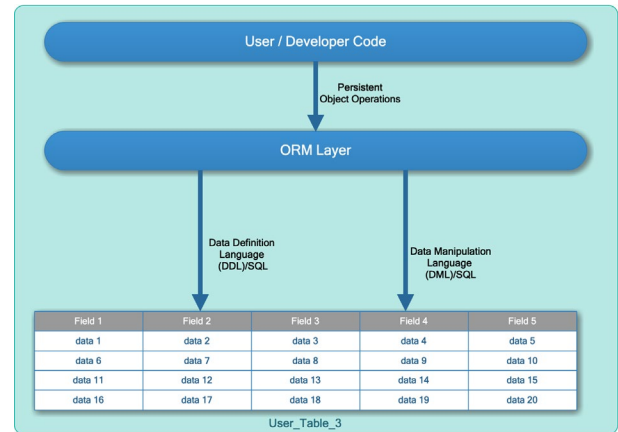 User / Developer Code
Persistent
Object Operations
ORM Layer
Data Definition
Language
(DDL)/SQL
Data Manipulation
Language
(DML)/SQL
Field 1 Field 2 Field 3 Field 4 Field 5
data 1 data 2 data 3 data 4 data 5
data 6 data 7 data 8 data 9 data 10
data 11 data 12 data 13 data 14 data 15
data 16 data 17 data 18 data 19 data 20
User_Table_3